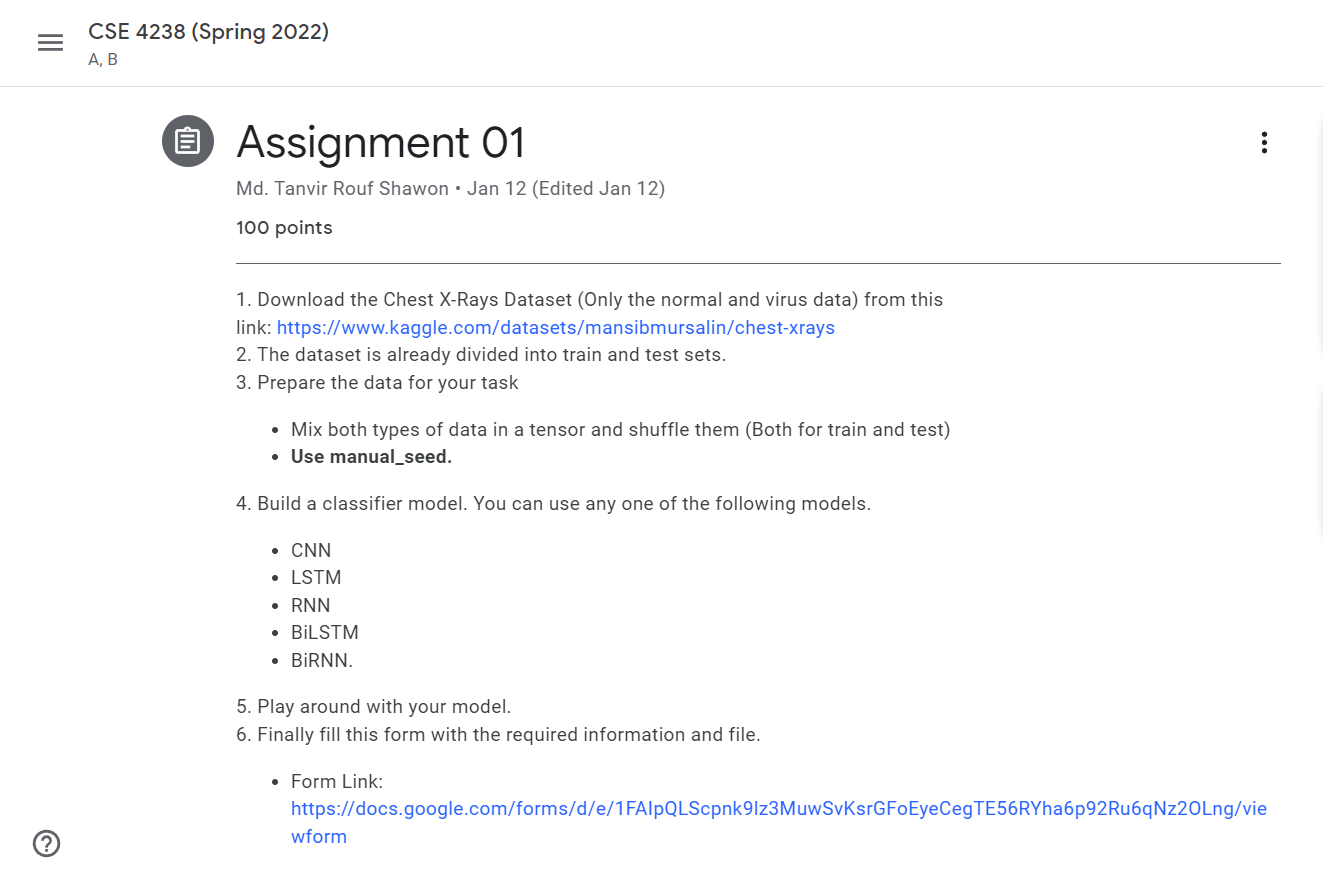 CSE 4238 (Spring 2022)
A, B
Assignment 01
Md. Tanvir Rouf Shawon • Jan 12 (Edited Jan 12)
100 points
1. Download the Chest X-Rays Dataset (Only the normal and virus data) from this
link: https://www.kaggle.com/datasets/mansibmursalin/chest-xrays
2. The dataset is already divided into train and test sets.
3. Prepare the data for your task
• Mix both types of data in a tensor and shuffle them (Both for train and test)
• Use manual_seed.
4. Build a classifier model. You can use any one of the following models.
• CNN
• LSTM
• RNN
• BiLSTM
• BiRNN.
5. Play around with your model.
6. Finally fill this form with the required information and file.
• Form Link:
https://docs.google.com/forms/d/e/1FAIpQLScpnk9Iz3MuwSvKsrGFoEyeCegTE56RYha6p92Ru6qNz2OLng/vie
wform